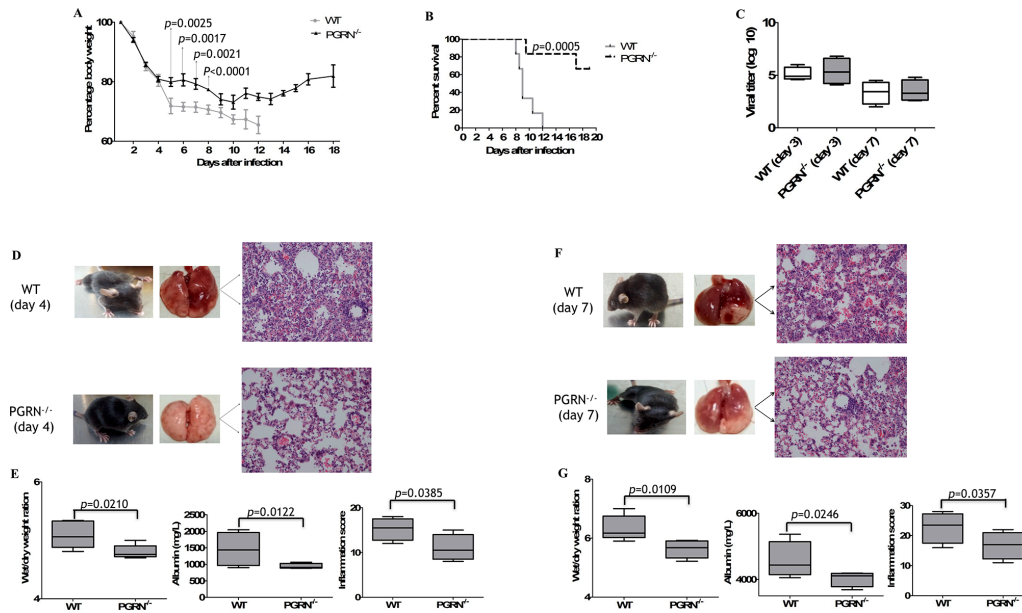 A
WT
PGRN-/-
p=0.0025
p=0.0017
p=0.0021
P<0.0001
Percentage body weight
100
80
60
2 4 6 8 10 12 14 16 18
Days after infection
B
WT
PGRN-/-
p=0.0005
Percent survival
100
80
60
40
20
0
0 2 4 6 8 10 12 14 16 18 20
Days after infection
C
Viral titer (log 10)
10
5
0
WT (day 3)
PGRN-/- (day 3)
WT (day 7)
PGRN-/- (day 7)
D
WT
(day 4)
PGRN-/-
(day 4)
F
WT
(day 7)
PGRN-/-
(day 7)
E
Wet/dry weight ration
6
4
p=0.0210
WT PGRN-/-
Albumin (mg/L)
2500
2000
1500
1000
500
0
p=0.0122
WT PGRN-/-
Inflammation score
30
20
10
0
p=0.0385
WT PGRN-/-
G
Wet/dry weight ration
8
6
4
p=0.0109
WT PGRN-/-
Albumin (mg/L)
6000
4000
p=0.0246
WT PGRN-/-
Inflammation score
30
20
10
0
p=0.0357
WT PGRN-/-